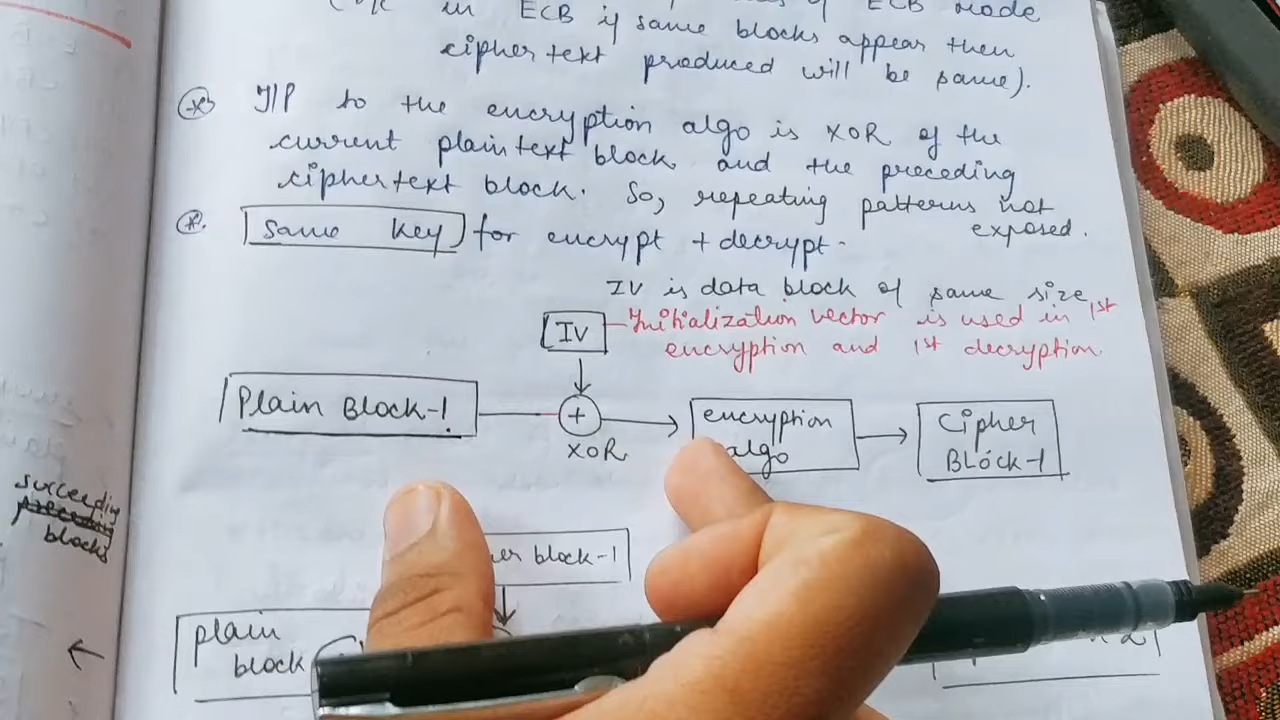 in ECB if same blocks appear then
ciphertext produced will be same).
I/P to the encryption algo is XOR of the
current plaintext block and the preceding
ciphertext block. So, repeating patterns not
exposed.
same key for encrypt + decrypt.
IV is data block of same size
IV
Initialization vector is used in 1st
encryption and 1st decryption.
Plain Block-1
+
XOR
encryption
algo
Cipher
BLOCK-1
succeeding
blocks
block-1
plain
block